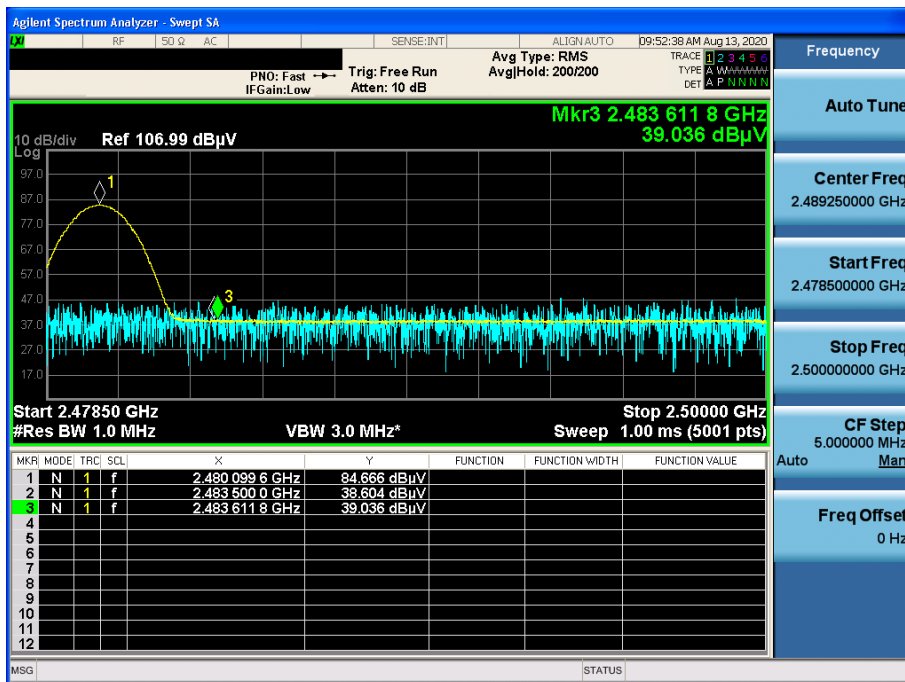 Agilent Spectrum Analyzer - Swept SA
LXI RF 50 Ω AC SENSE:INT ALIGN AUTO 09:52:38 AM Aug 13, 2020
PNO: Fast Trig: Free Run Avg Type: RMS TRACE 1 2 3 4 5 6
IFGain:Low Atten: 10 dB Avg|Hold: 200/200 TYPE A WWWWW
DET A P N N N N
Mkr3 2.483 611 8 GHz
39.036 dBµV
10 dB/div Ref 106.99 dBµV
Log
97.0
87.0
77.0
67.0
57.0
47.0
37.0
27.0
17.0
1
3
Start 2.47850 GHz Stop 2.50000 GHz
#Res BW 1.0 MHz VBW 3.0 MHz* Sweep 1.00 ms (5001 pts)
MKR MODE TRC SCL X Y FUNCTION FUNCTION WIDTH FUNCTION VALUE
1 N 1 f 2.480 099 6 GHz 84.666 dBµV
2 N 1 f 2.483 500 0 GHz 38.604 dBµV
3 N 1 f 2.483 611 8 GHz 39.036 dBµV
4
5
6
7
8
9
10
11
12
MSG STATUS
Frequency
Auto Tune
Center Freq
2.489250000 GHz
Start Freq
2.478500000 GHz
Stop Freq
2.500000000 GHz
CF Step
5.000000 MHz
Auto Man
Freq Offset
0 Hz